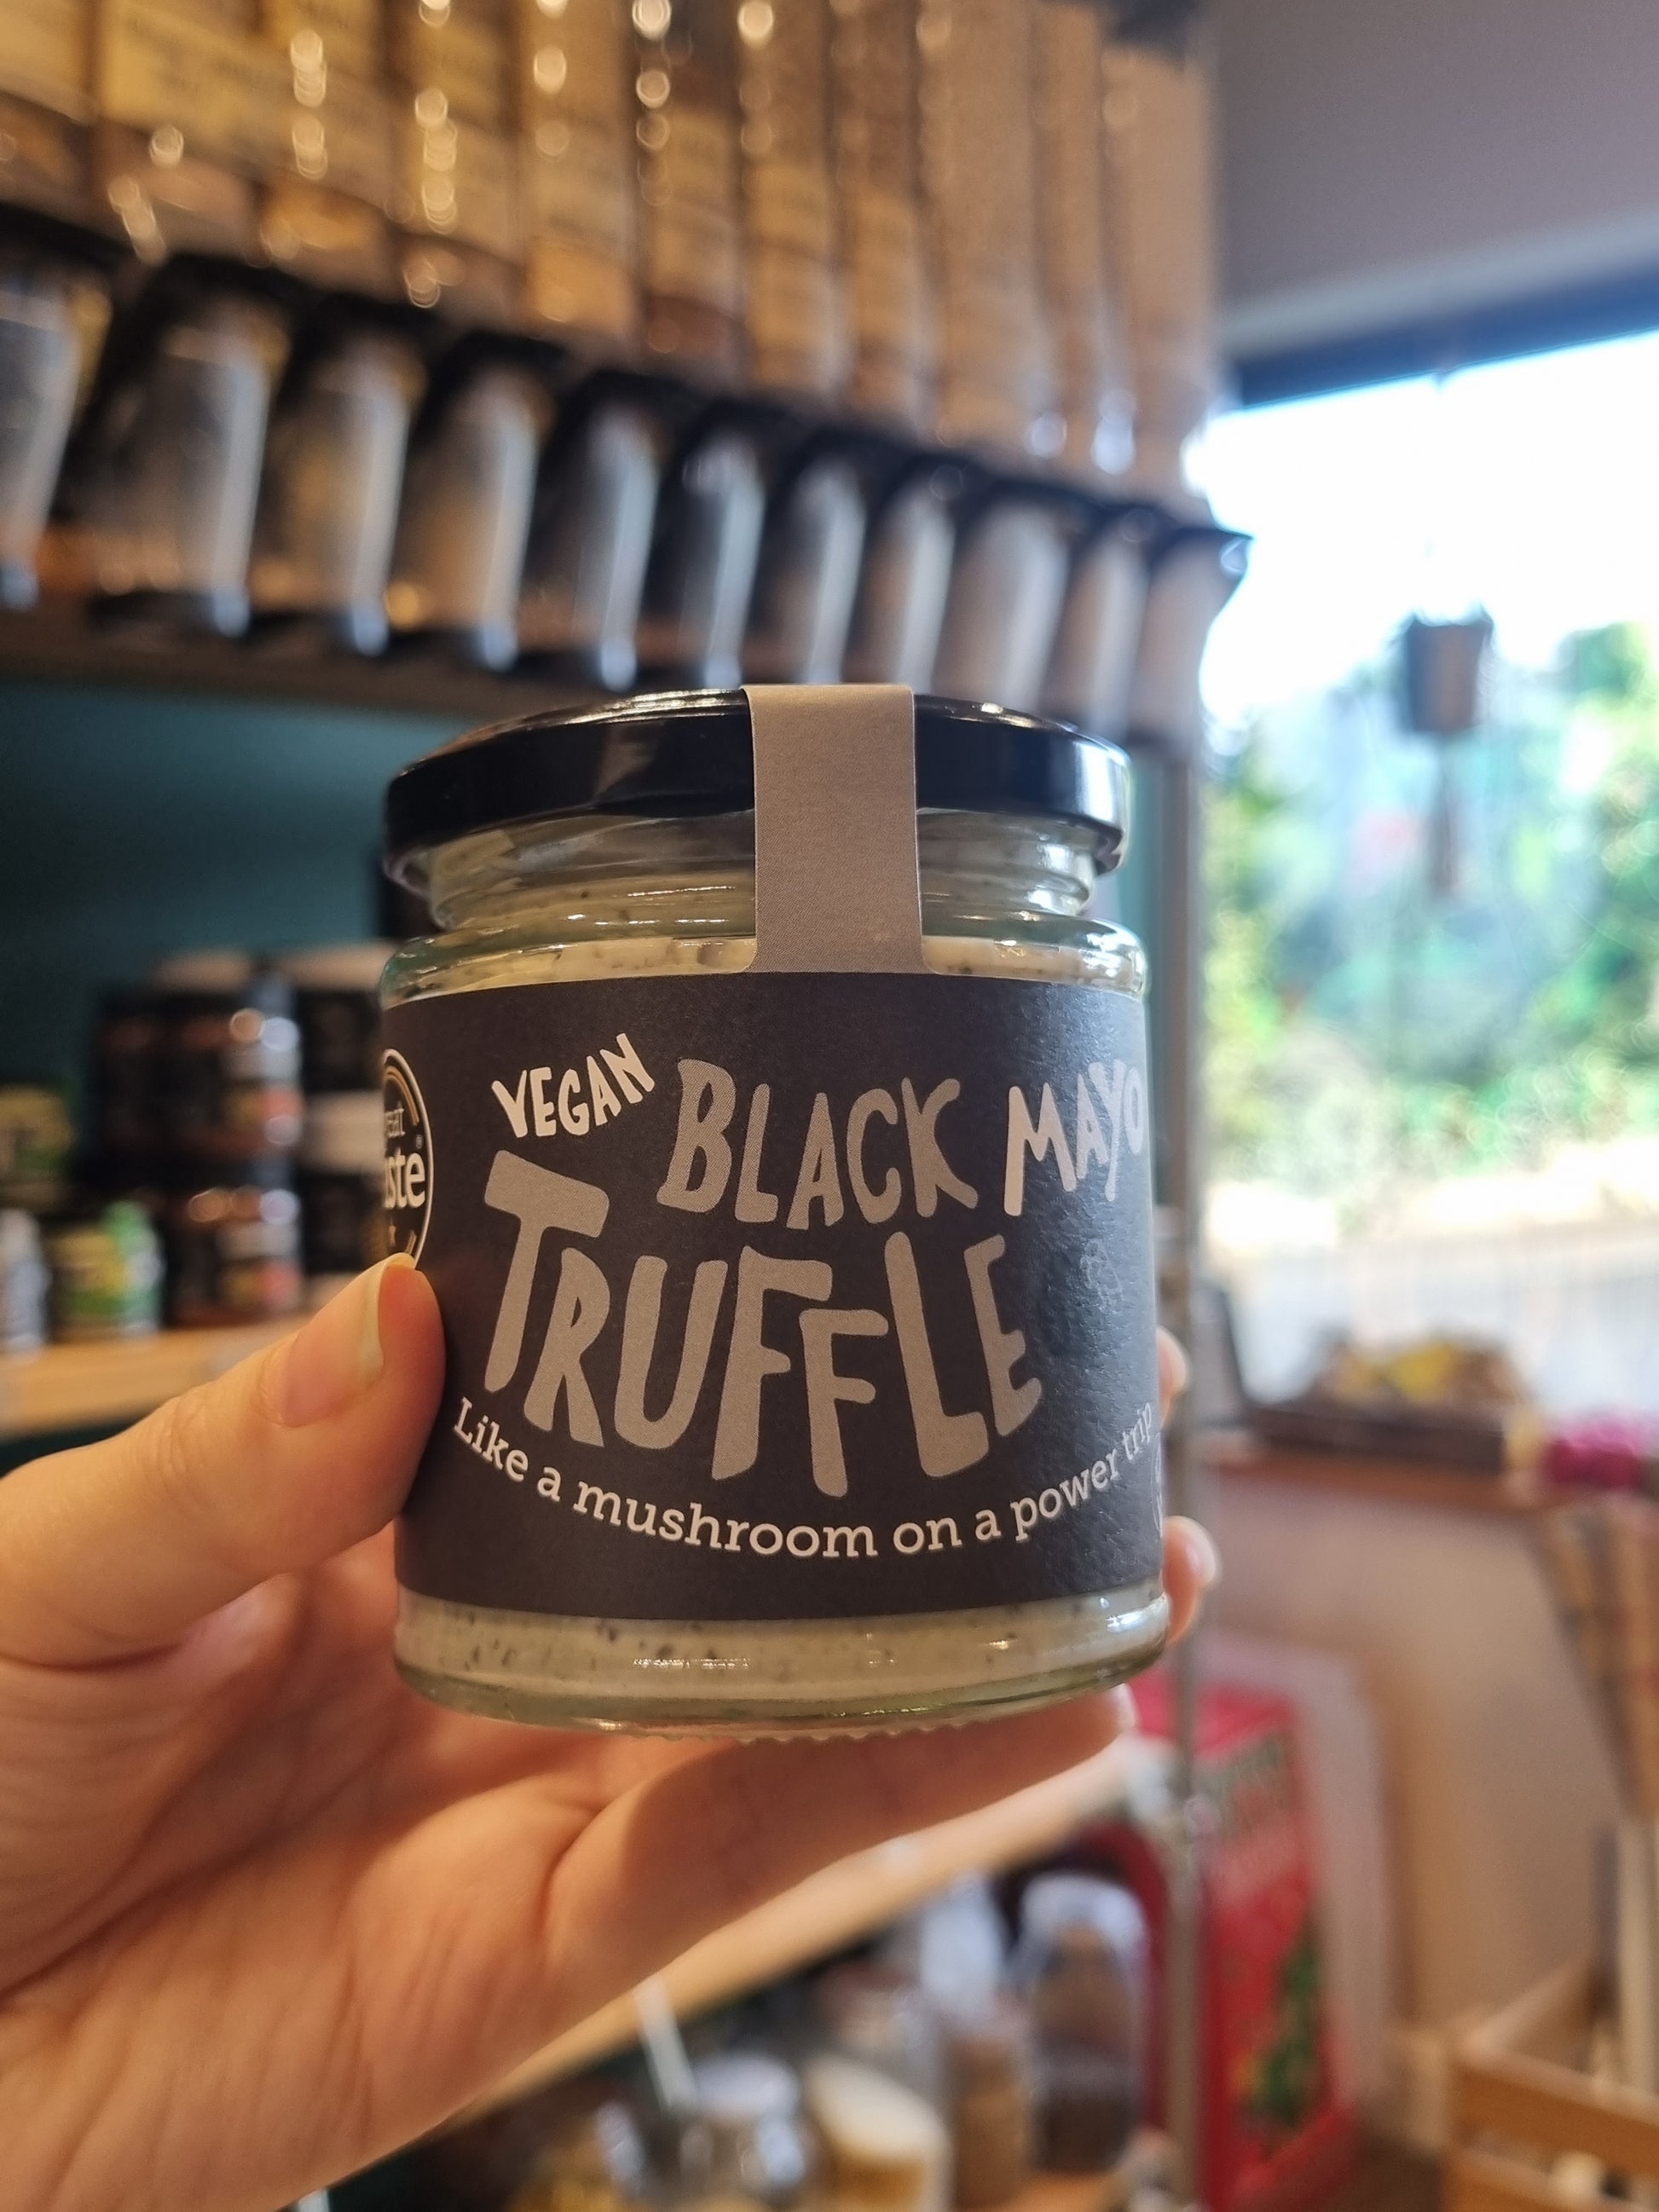 VEGAN BLACK MAYO
TRUFFLE
Like a mushroom on a power trip